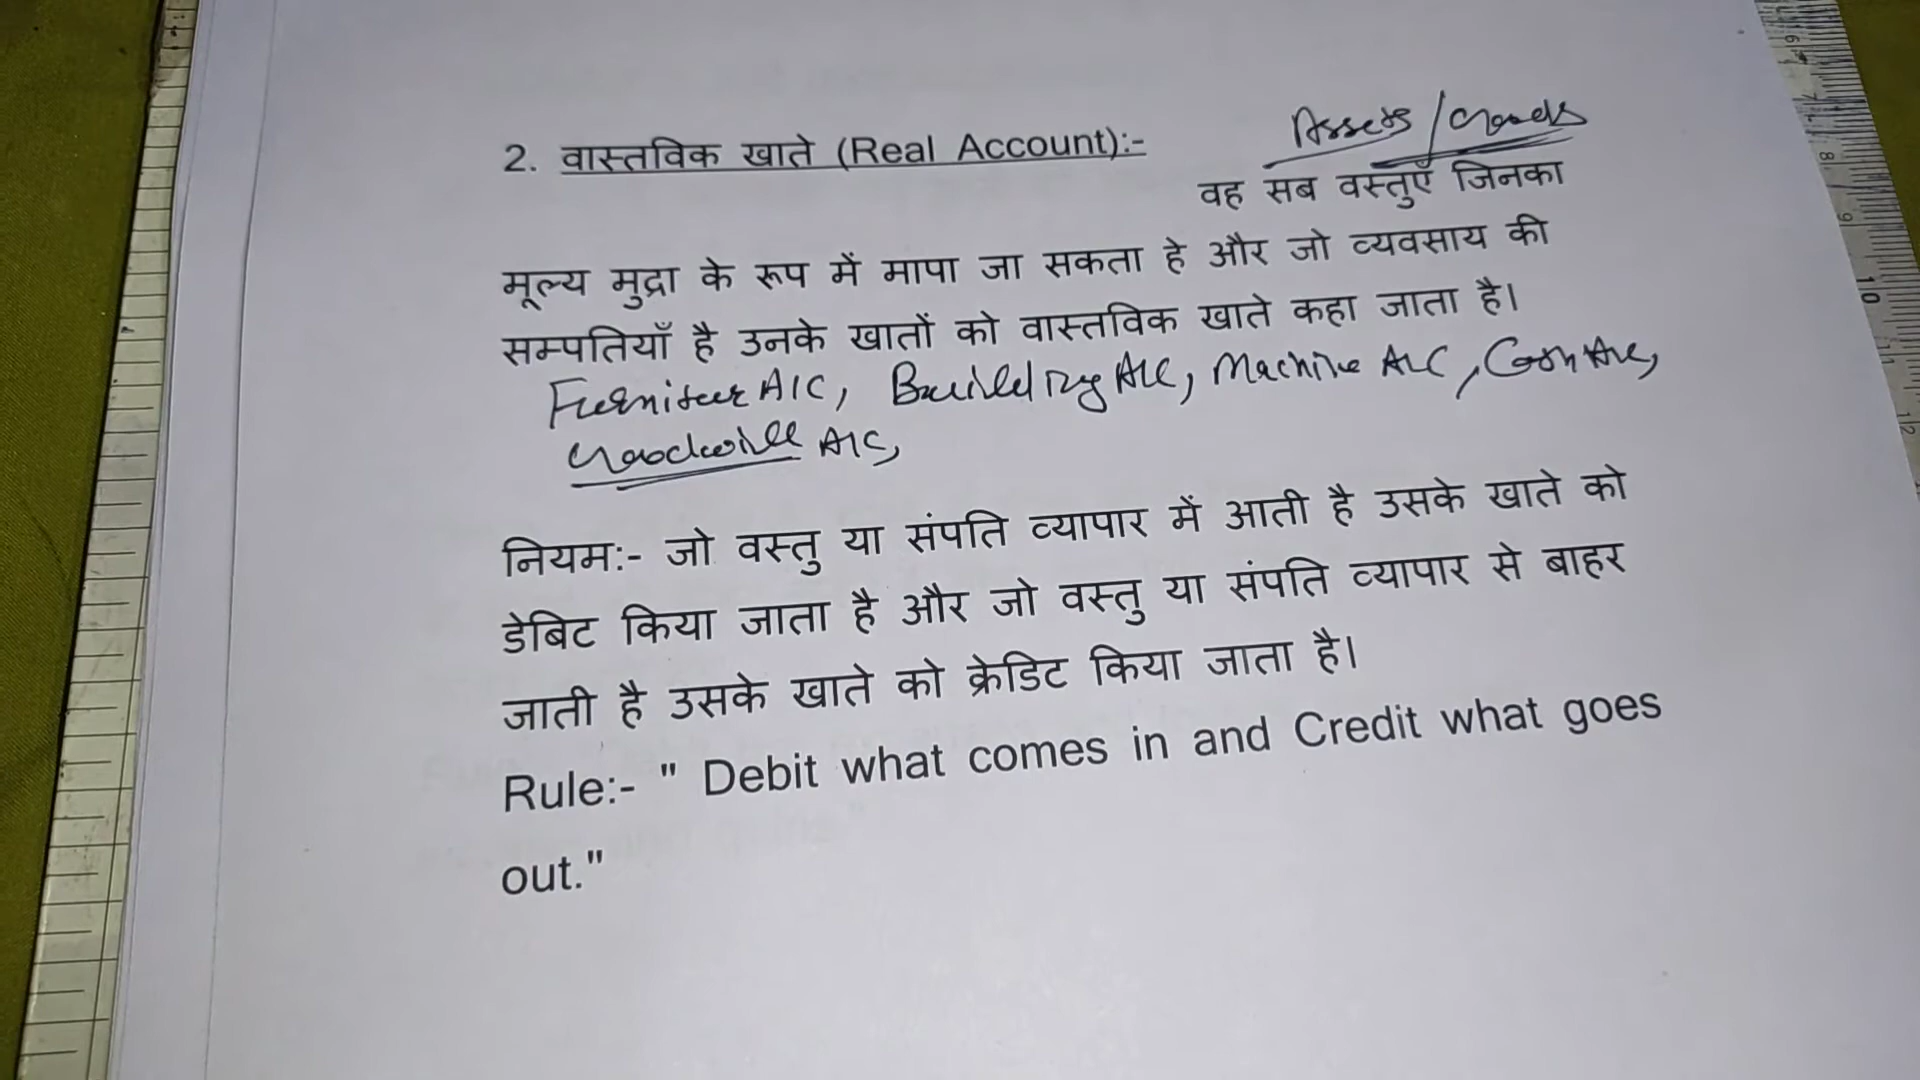 Assets / Goods
2. वास्तविक खाते (Real Account):-
वह सब वस्तुएँ जिनका
मूल्य मुद्रा के रूप में मापा जा सकता हे और जो व्यवसाय की
सम्पतियाँ है उनके खातों को वास्तविक खाते कहा जाता है।
Furniture A/C, Building A/C, Machine A/C, Cash A/c,
Goodwill A/C,
नियम:- जो वस्तु या संपति व्यापार में आती है उसके खाते को
डेबिट किया जाता है और जो वस्तु या संपति व्यापार से बाहर
जाती है उसके खाते को क्रेडिट किया जाता है।
Rule:- " Debit what comes in and Credit what goes
out."